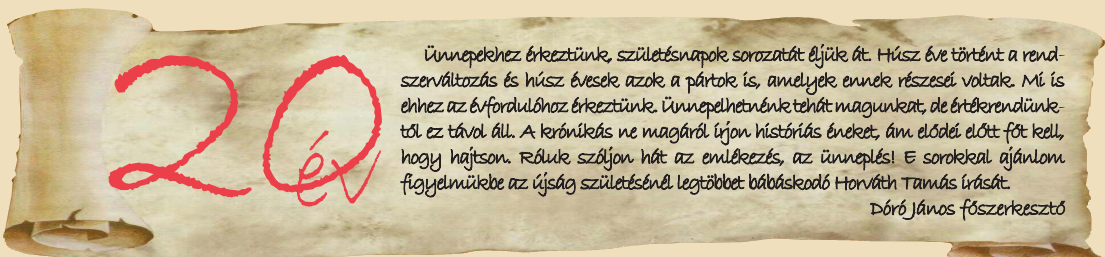 20
év
Ünnepekhez érkeztünk, születésnapok sorozatát éljük át. Húsz éve történt a rend-
szerváltozás és húsz évesek azok a pártok is, amelyek ennek részesei voltak. Mi is
ehhez az évfordulóhoz érkeztünk. Ünnepelhetnénk tehát magunkat, de értékrendünk-
től ez távol áll. A krónikás ne magáról írjon históriás éneket, ám elődei előtt főt kell,
hogy hajtson. Róluk szóljon hát az emlékezés, az ünneplés! E sorokkal ajánlom
figyelmükbe az újság születésénél legtöbbet bábáskodó Horváth Tamás írását.
Dóró János főszerkesztő